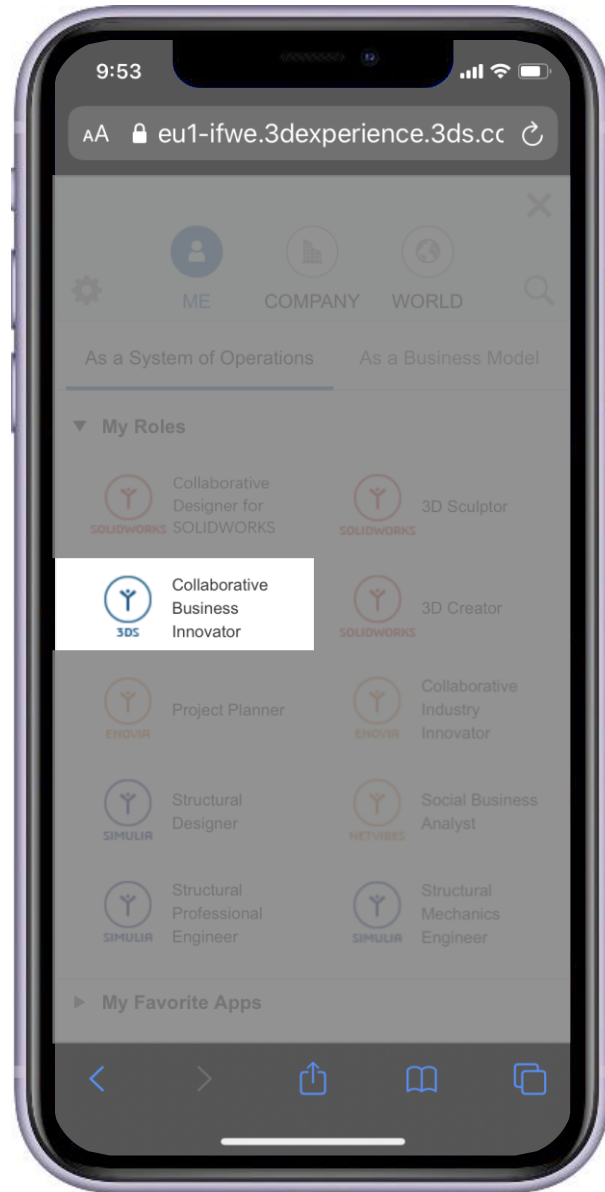 9:53
AA eu1-ifwe.3dexperience.3ds.cc
ME COMPANY WORLD
As a System of Operations As a Business Model
My Roles
Collaborative
Designer for
SOLIDWORKS
SOLIDWORKS
3D Sculptor
SOLIDWORKS
Collaborative
Business
Innovator
3DS
3D Creator
SOLIDWORKS
Project Planner
ENOVIA
Collaborative
Industry
Innovator
ENOVIA
Structural
Designer
SIMULIA
Social Business
Analyst
NETVIBES
Structural
Professional
Engineer
SIMULIA
Structural
Mechanics
Engineer
SIMULIA
My Favorite Apps